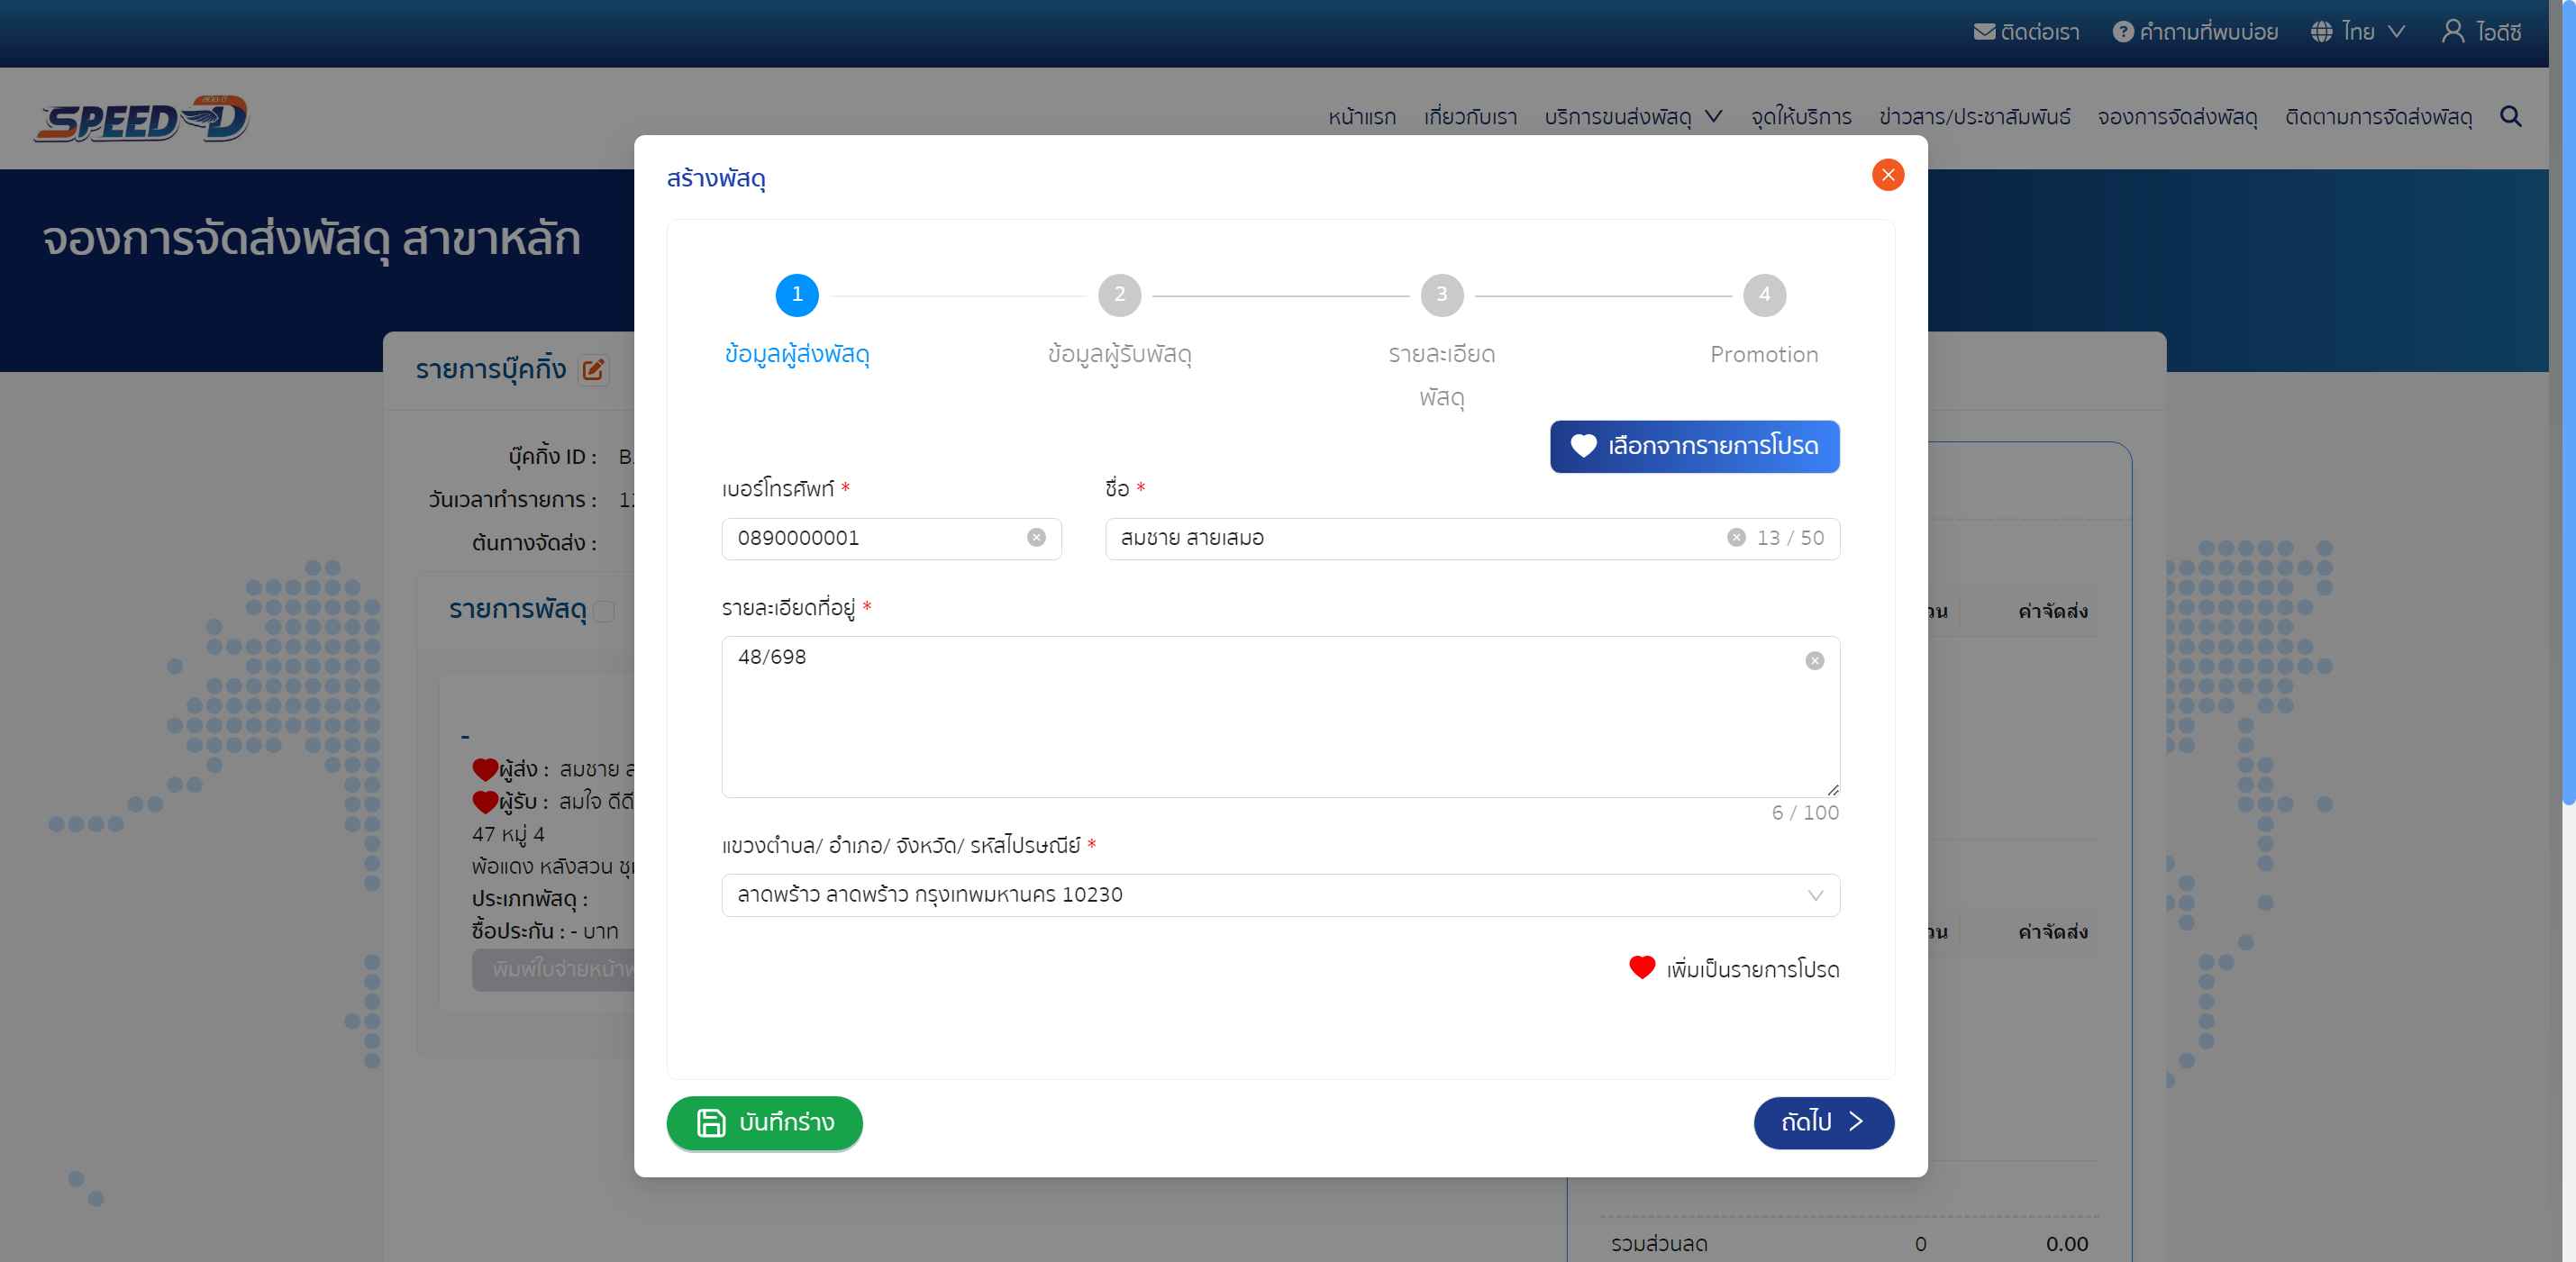 ติดต่อเรา คำถามที่พบบ่อย ไทย ไอดีซี
สปีด-ดี
SPEED-D
หน้าแรก เกี่ยวกับเรา บริการขนส่งพัสดุ จุดให้บริการ ข่าวสาร/ประชาสัมพันธ์ จองการจัดส่งพัสดุ ติดตามการจัดส่งพัสดุ
จองการจัดส่งพัสดุ สาขาหลัก
รายการบุ๊คกิ้ง
บุ๊คกิ้ง ID :
วันเวลาทำรายการ :
ต้นทางจัดส่ง :
รายการพัสดุ
-
ผู้ส่ง : สมชาย
ผู้รับ : สมใจ ดีดี
47 หมู่ 4
พ้อแดง หลังสวน
ประเภทพัสดุ :
ซื้อประกัน : - บาท
พิมพ์ใบจ่ายหน้า
สร้างพัสดุ
1 2 3 4
ข้อมูลผู้ส่งพัสดุ ข้อมูลผู้รับพัสดุ รายละเอียด Promotion
พัสดุ
เลือกจากรายการโปรด
เบอร์โทรศัพท์ * ชื่อ *
0890000001 สมชาย สายเสมอ 13 / 50
รายละเอียดที่อยู่ *
48/698
6 / 100
แขวงตำบล/ อำเภอ/ จังหวัด/ รหัสไปรษณีย์ *
ลาดพร้าว ลาดพร้าว กรุงเทพมหานคร 10230
เพิ่มเป็นรายการโปรด
บันทึกร่าง ถัดไป
ค่าจัดส่ง
ค่าจัดส่ง
รวมส่วนลด 0 0.00